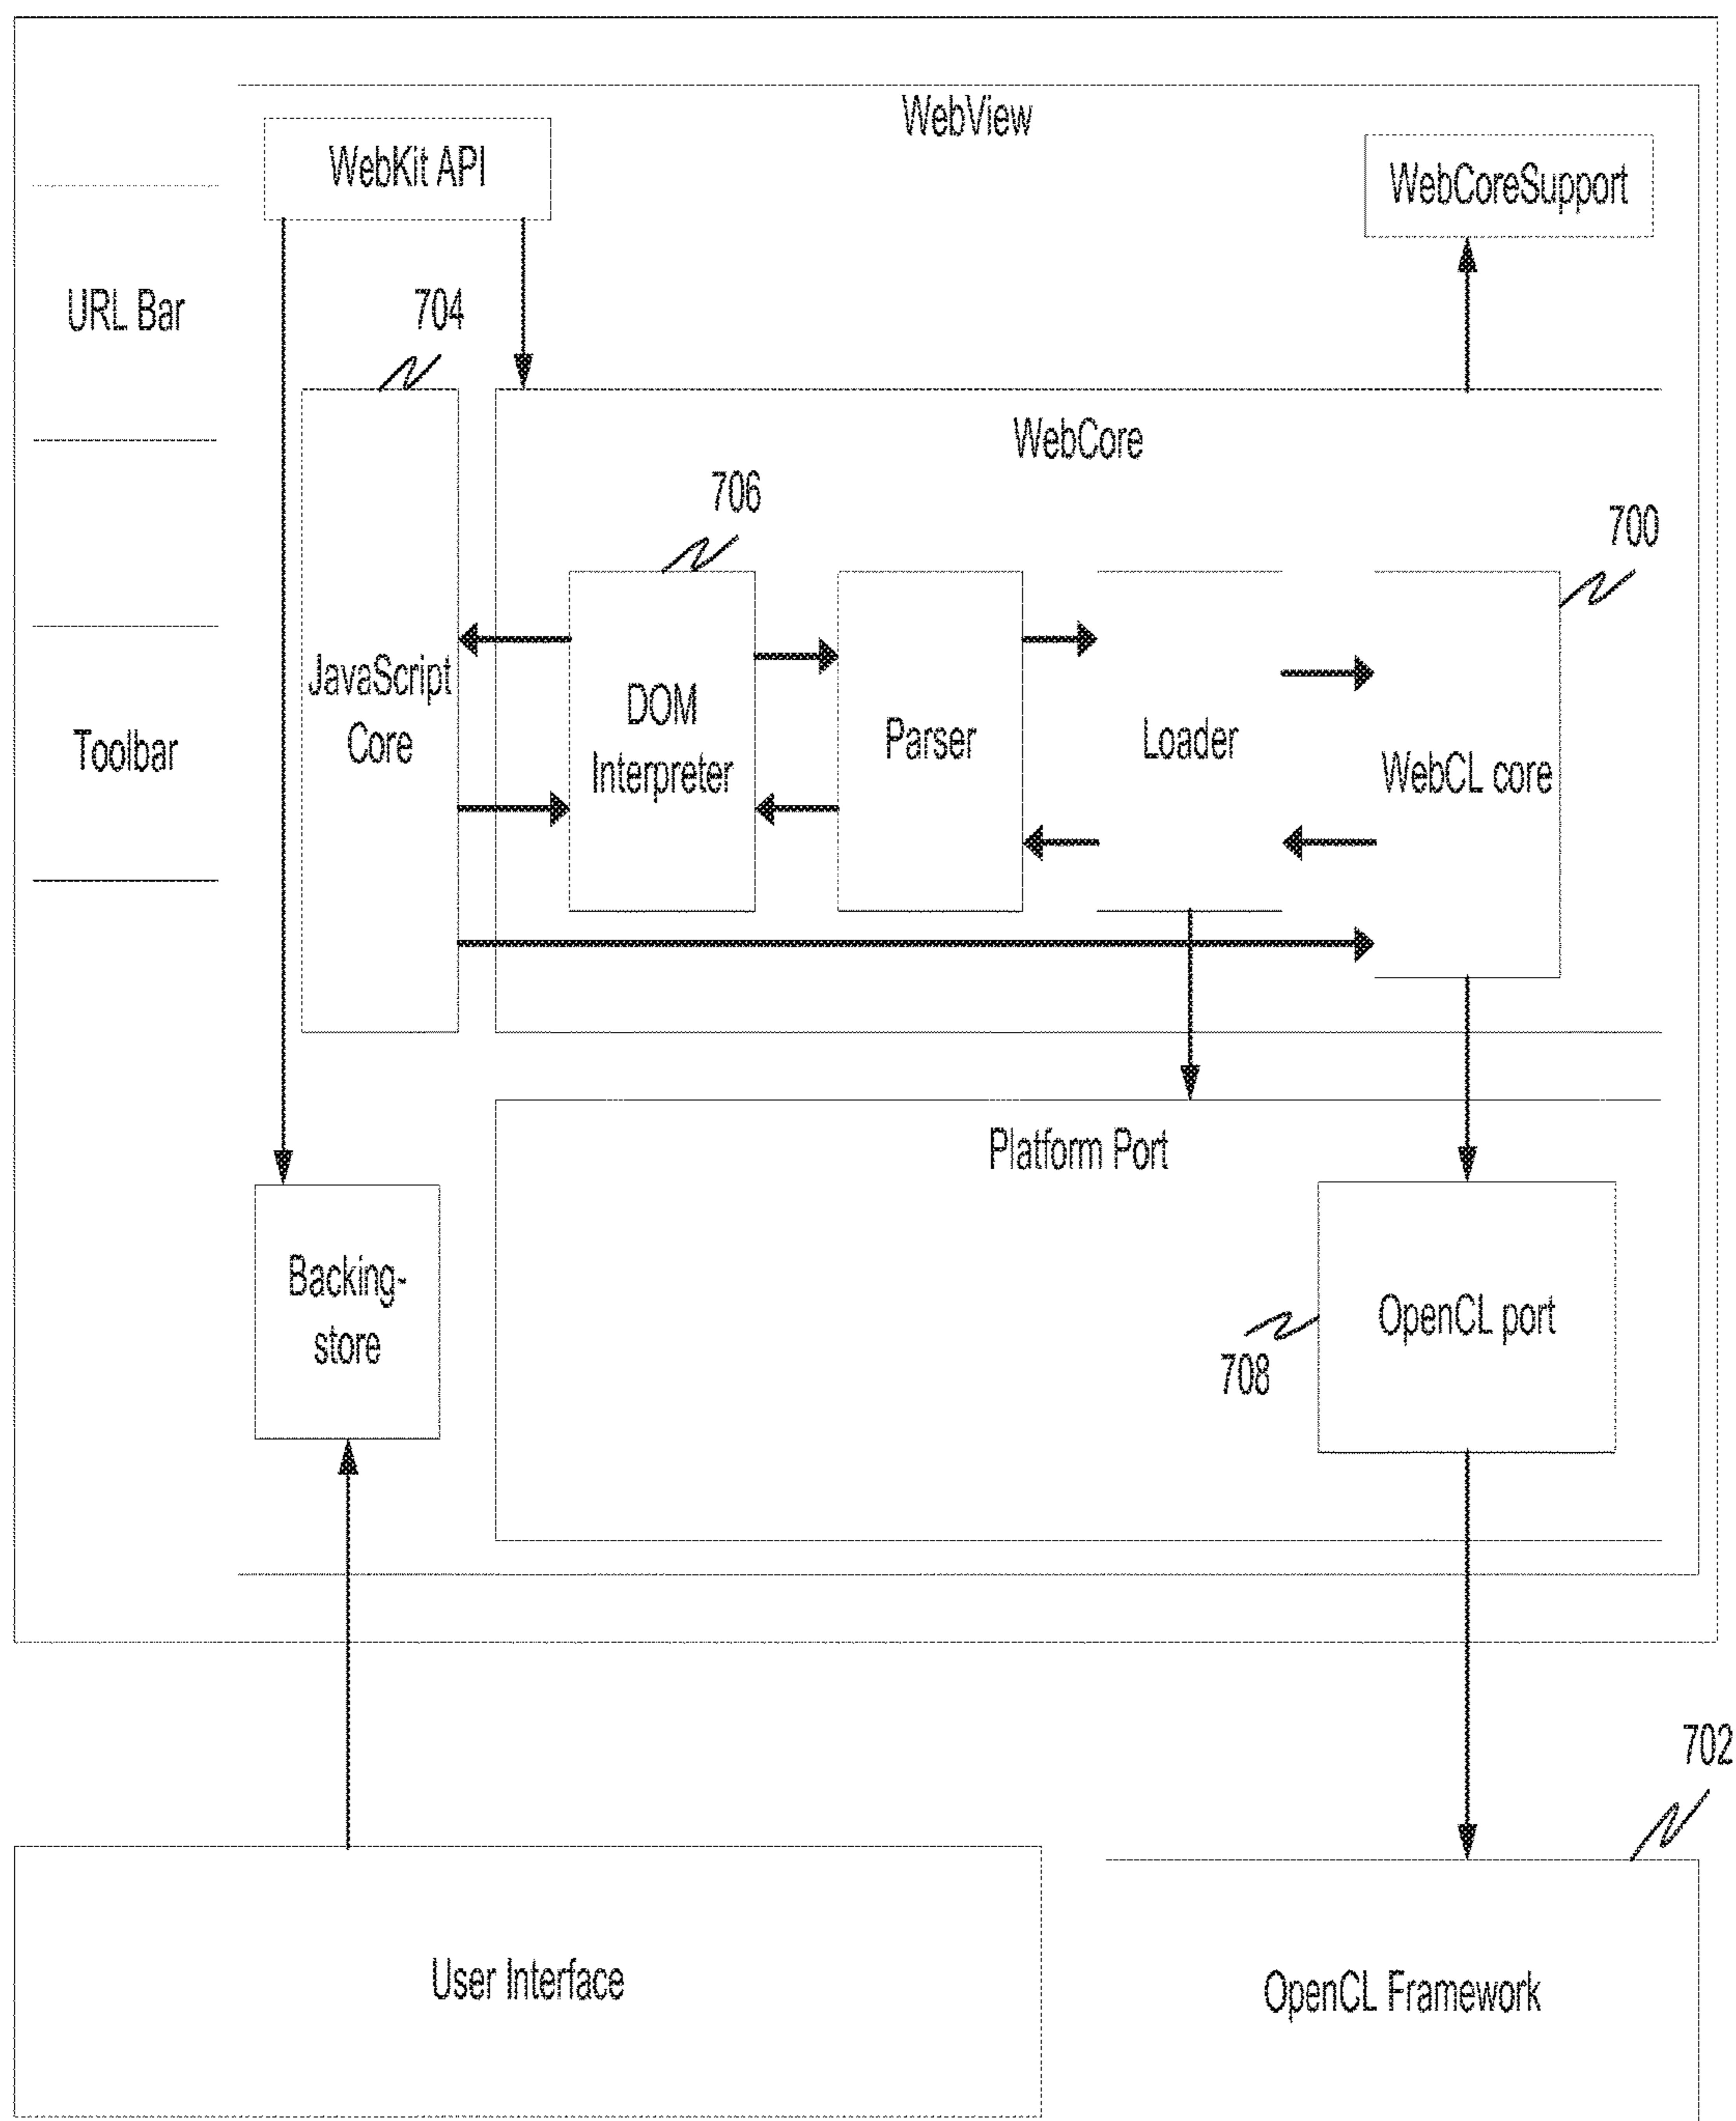 WebView
WebKit API
WebCoreSupport
URL Bar
704
WebCore
706
700
JavaScript
Core
DOM
Interpreter
Parser
Loader
WebCL core
Toolbar
Platform Port
Backing-
store
OpenCL port
708
702
User Interface
OpenCL Framework